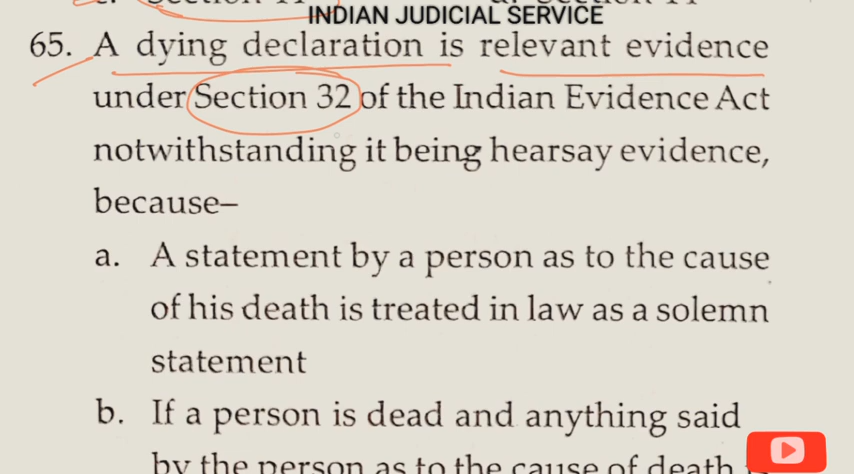 INDIAN JUDICIAL SERVICE
65. A dying declaration is relevant evidence
under Section 32 of the Indian Evidence Act
notwithstanding it being hearsay evidence,
because–
a. A statement by a person as to the cause
of his death is treated in law as a solemn
statement
b. If a person is dead and anything said
by the person as to the cause of death